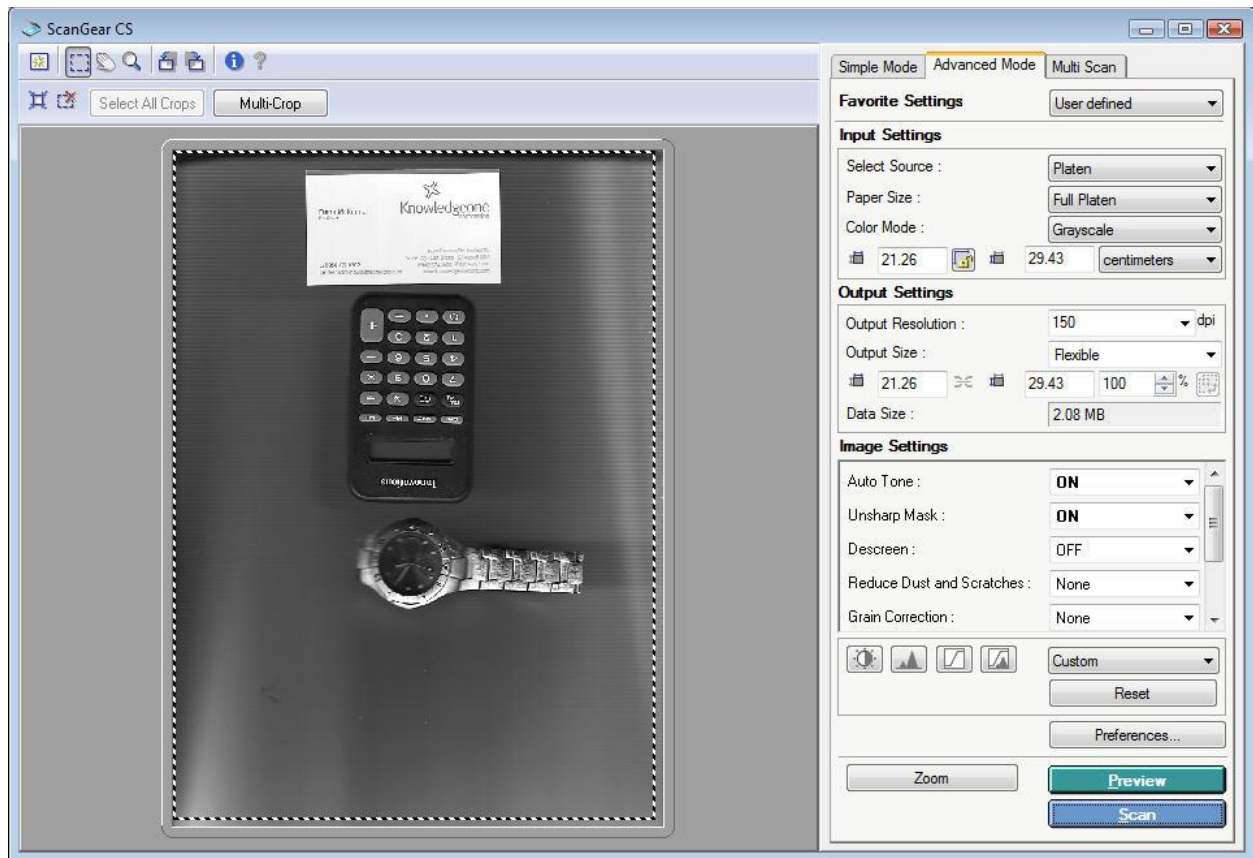 ScanGear CS
Select All Crops
Multi-Crop
Knowledgeone
Innovations
Simple Mode
Advanced Mode
Multi Scan
Favorite Settings
User defined
Input Settings
Select Source :
Platen
Paper Size :
Full Platen
Color Mode :
Grayscale
21.26
29.43
centimeters
Output Settings
Output Resolution :
150
dpi
Output Size :
Flexible
21.26
29.43
100
%
Data Size :
2.08 MB
Image Settings
Auto Tone :
ON
Unsharp Mask :
ON
Descreen :
OFF
Reduce Dust and Scratches :
None
Grain Correction :
None
Custom
Reset
Preferences...
Zoom
Preview
Scan